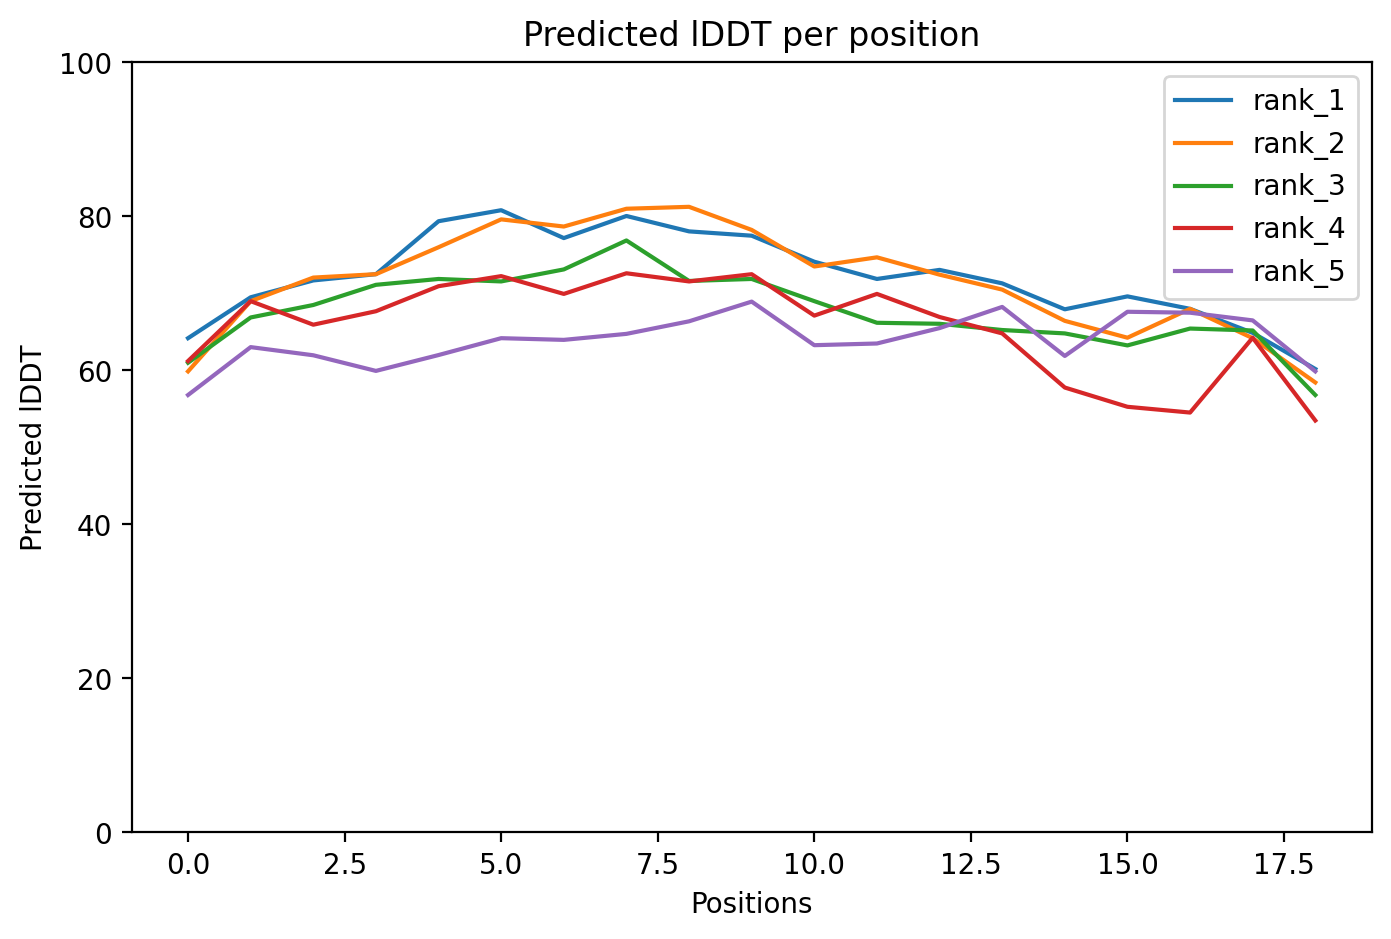 Predicted lDDT per position
100
80
60
40
20
0
Predicted lDDT
rank_1
rank_2
rank_3
rank_4
rank_5
0.0 2.5 5.0 7.5 10.0 12.5 15.0 17.5
Positions